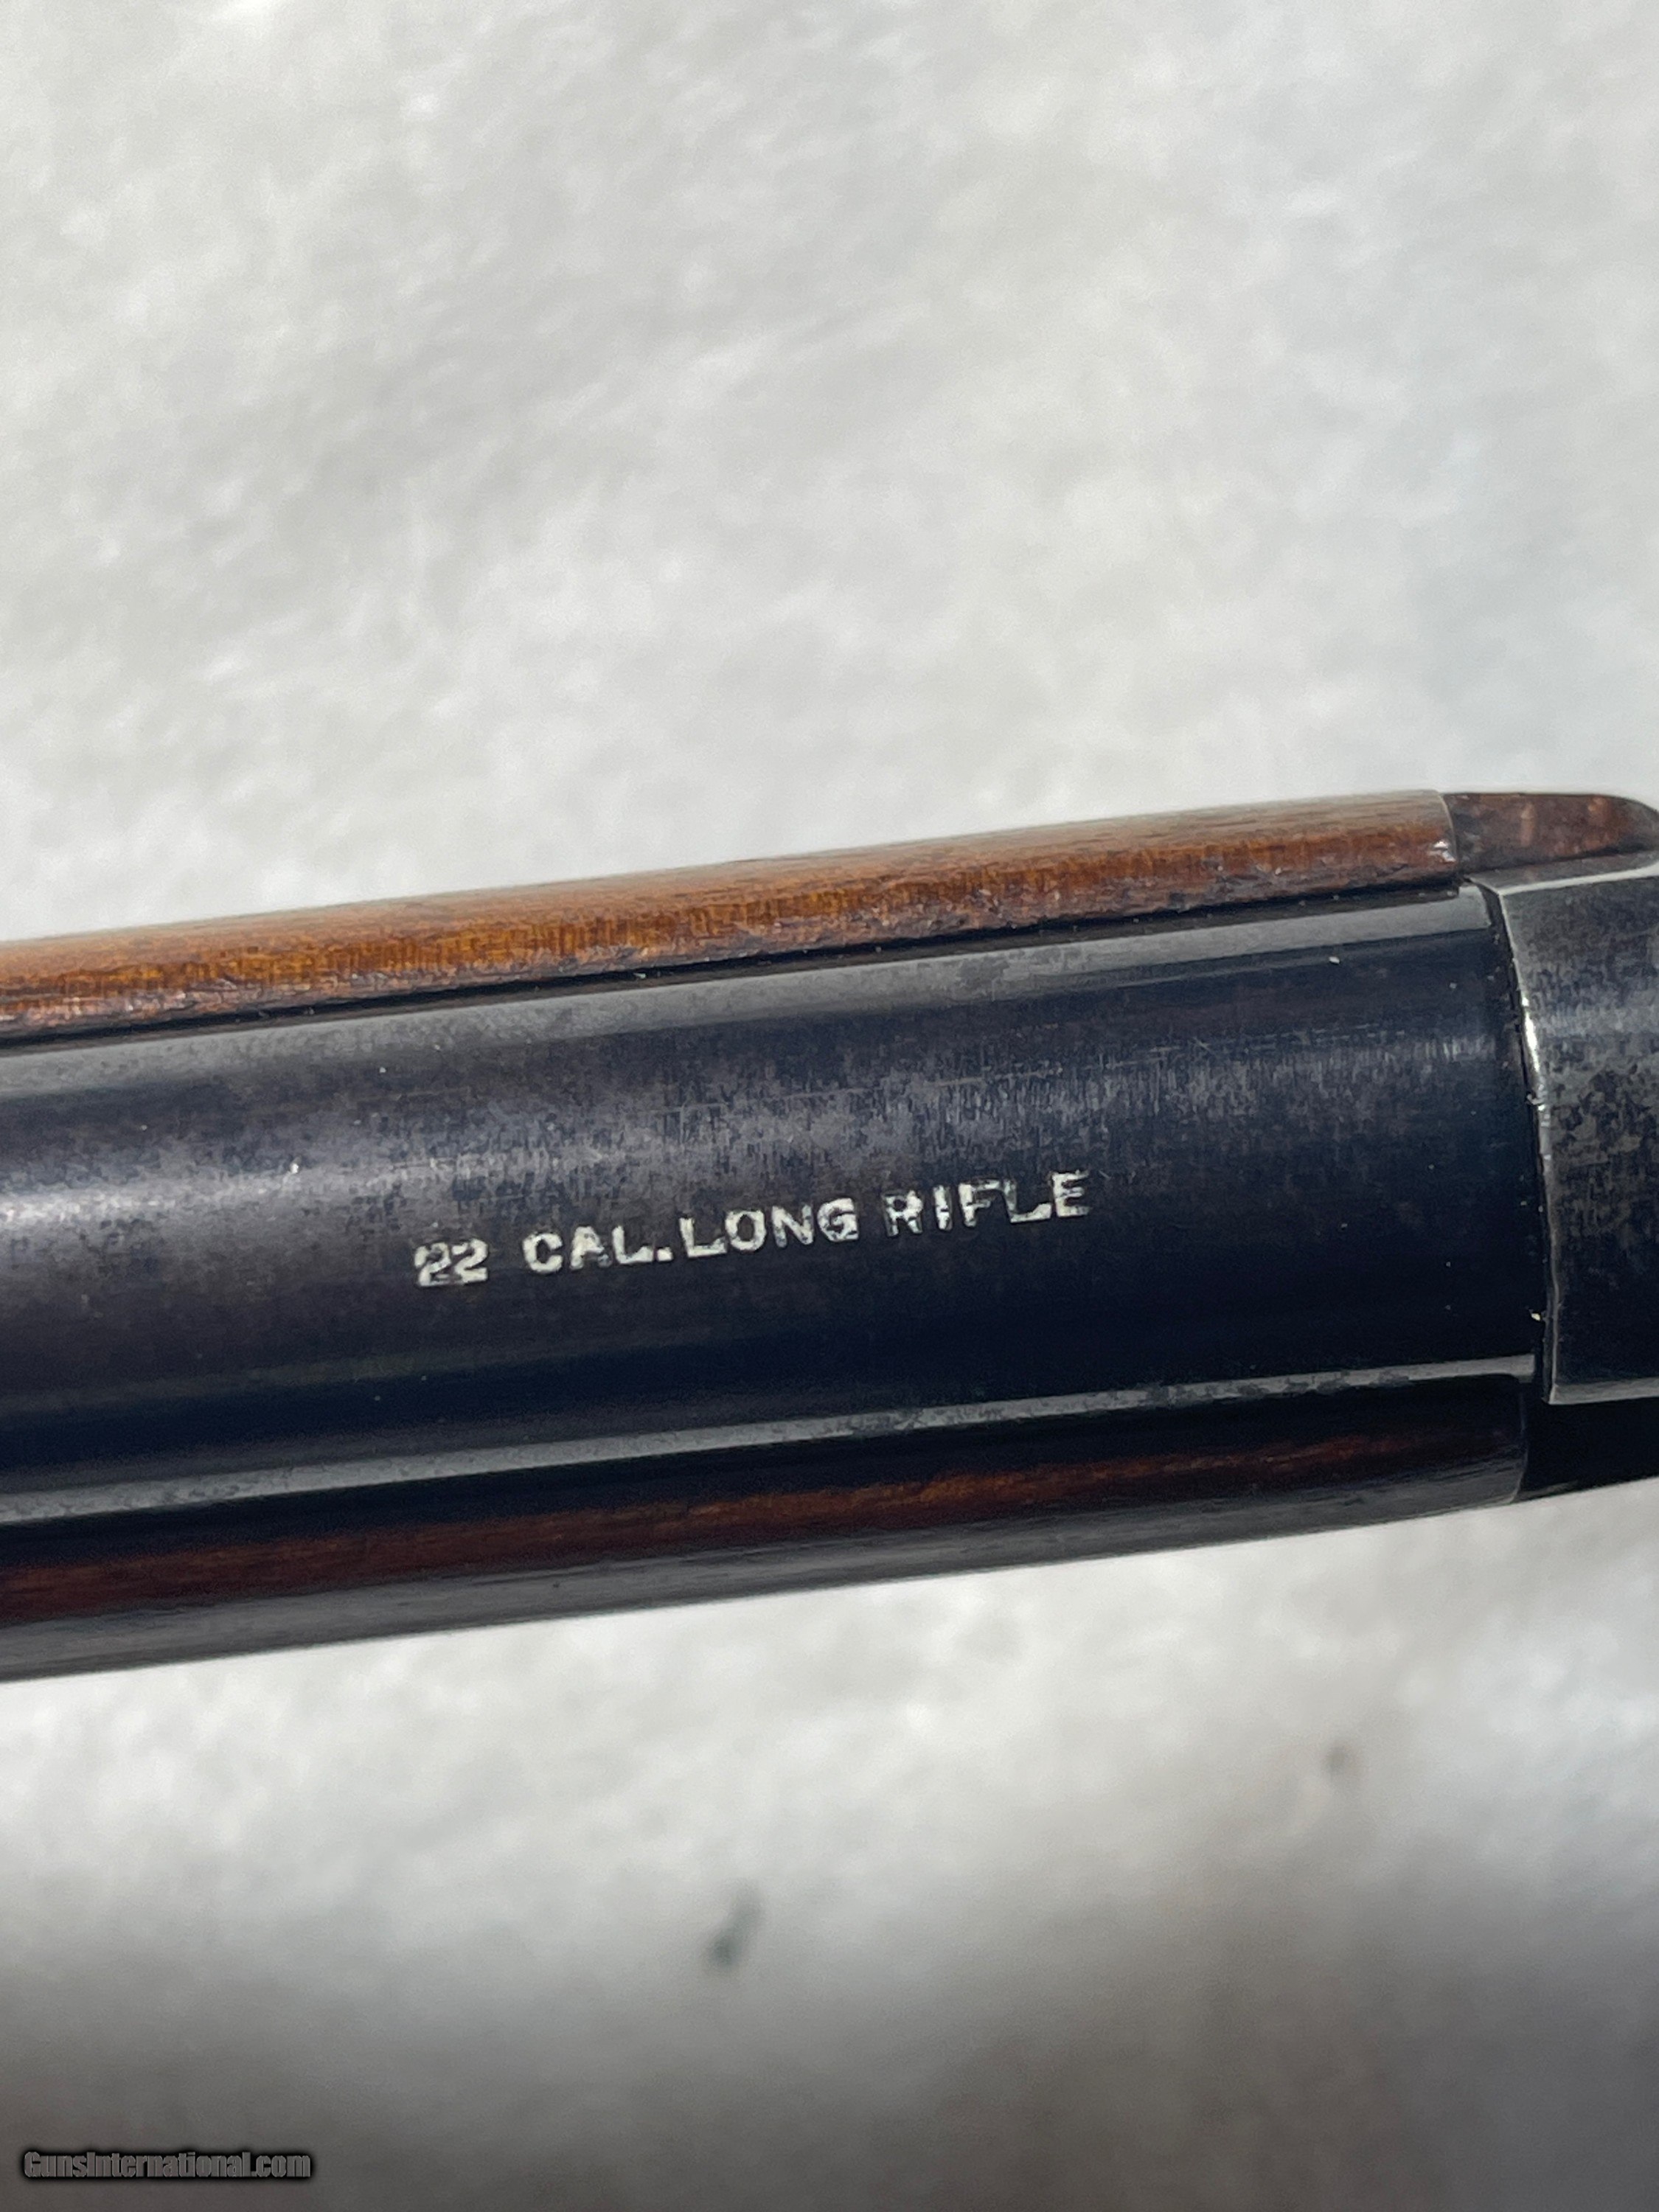 22 CAL. LONG RIFLE
GunsInternational.com